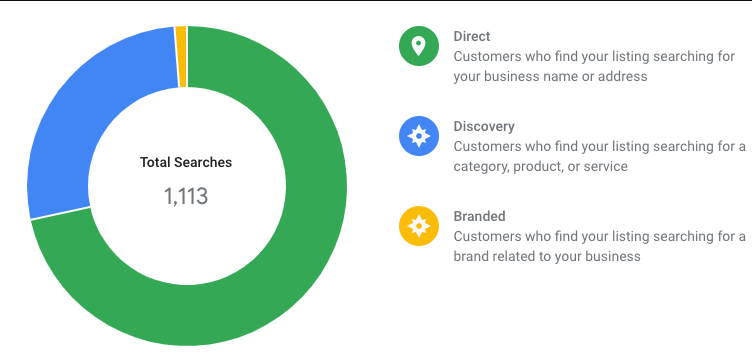 Direct
Customers who find your listing searching for
your business name or address
Discovery
Customers who find your listing searching for a
category, product, or service
Total Searches
1,113
Branded
Customers who find your listing searching for a
brand related to your business